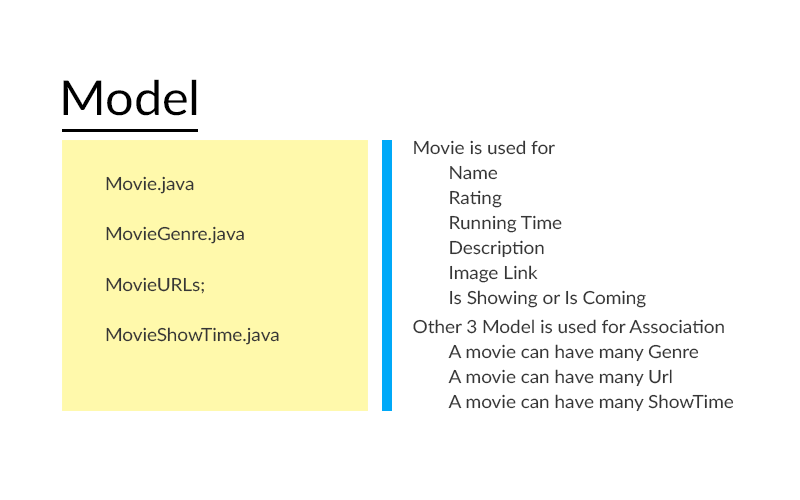 Model
Movie.java
MovieGenre.java
MovieURLs;
MovieShowTime.java
Movie is used for
Name
Rating
Running Time
Description
Image Link
Is Showing or Is Coming
Other 3 Model is used for Association
A movie can have many Genre
A movie can have many Url
A movie can have many ShowTime